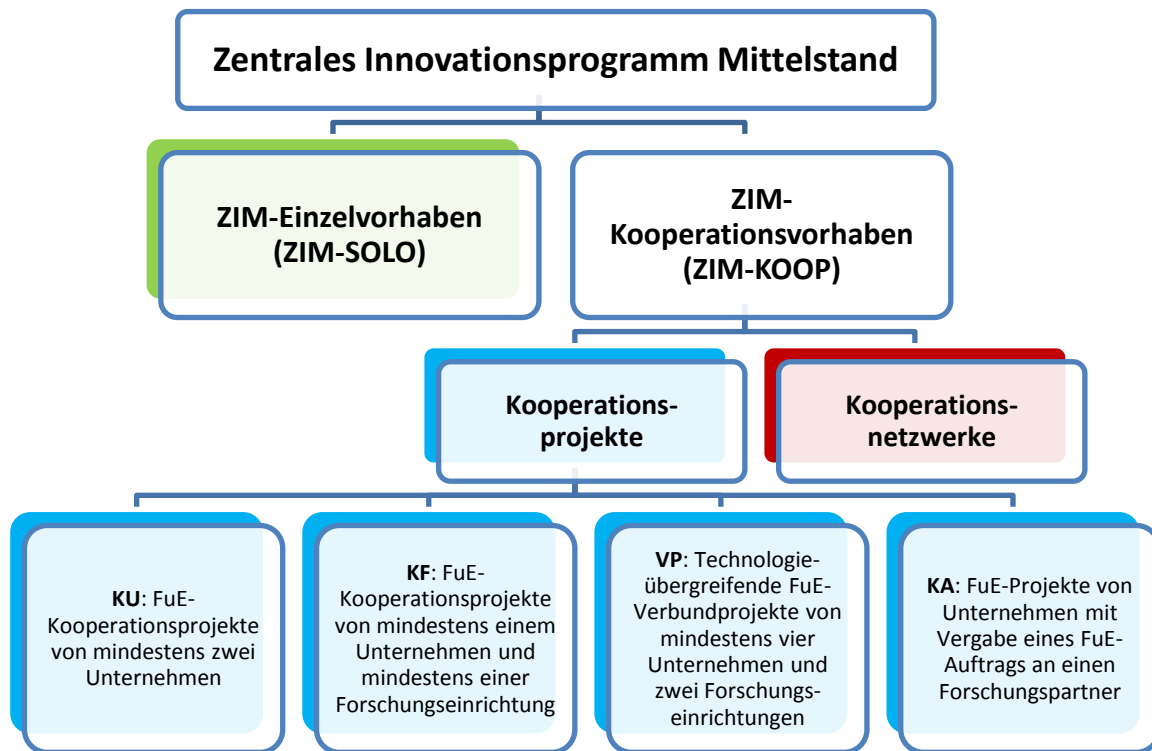 Zentrales Innovationsprogramm Mittelstand
ZIM-Einzelvorhaben
(ZIM-SOLO)
ZIM-
Kooperationsvorhaben
(ZIM-KOOP)
Kooperations-
projekte
Kooperations-
netzwerke
KU: FuE-
Kooperationsprojekte
von mindestens zwei
Unternehmen
KF: FuE-
Kooperationsprojekte
von mindestens einem
Unternehmen und
mindestens einer
Forschungseinrichtung
VP: Technologie-
übergreifende FuE-
Verbundprojekte von
mindestens vier
Unternehmen und
zwei Forschungs-
einrichtungen
KA: FuE-Projekte von
Unternehmen mit
Vergabe eines FuE-
Auftrags an einen
Forschungspartner